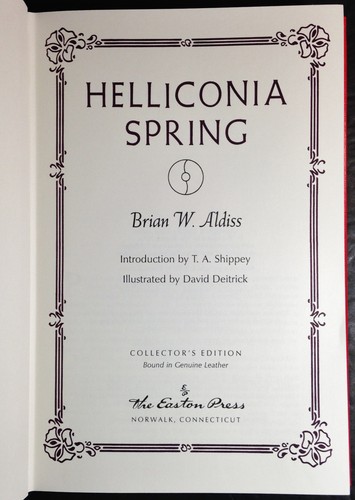 HELLICONIA
SPRING
Brian W. Aldiss
Introduction by T. A. Shippey
Illustrated by David Deitrick
COLLECTOR'S EDITION
Bound in Genuine Leather
The Easton Press
NORWALK, CONNECTICUT